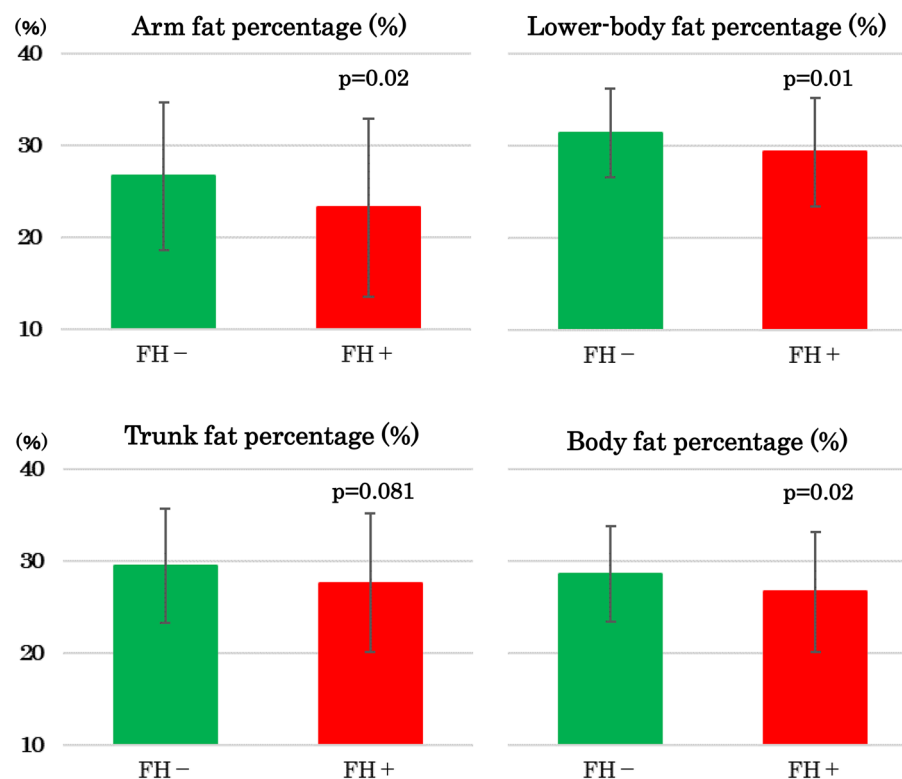 (%) Arm fat percentage (%) Lower-body fat percentage (%)
40
p=0.02 p=0.01
30
20
10
FH− FH+ FH− FH+
(%) Trunk fat percentage (%) Body fat percentage (%)
40
p=0.081 p=0.02
30
20
10
FH− FH+ FH− FH+